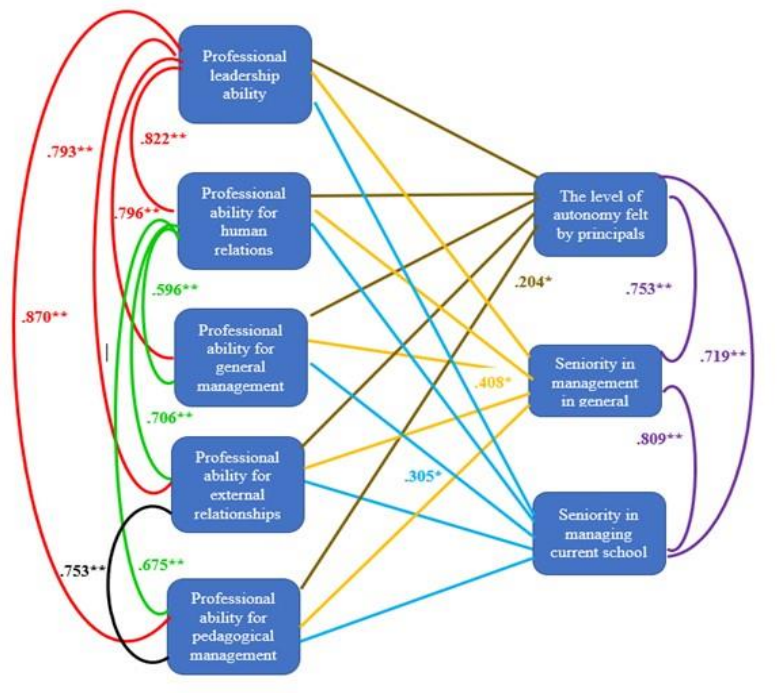 Professional
leadership
ability
.793**
.822**
Professional
ability for
human
relations
.796**
The level of
autonomy felt
by principals
.204*
.753**
.596**
.870**
Professional
ability for
general
management
.719**
Seniority in
management
in general
.408*
.706**
.809**
Professional
ability for
external
relationships
.305*
Seniority in
managing
current school
.753**
.675**
Professional
ability for
pedagogical
management